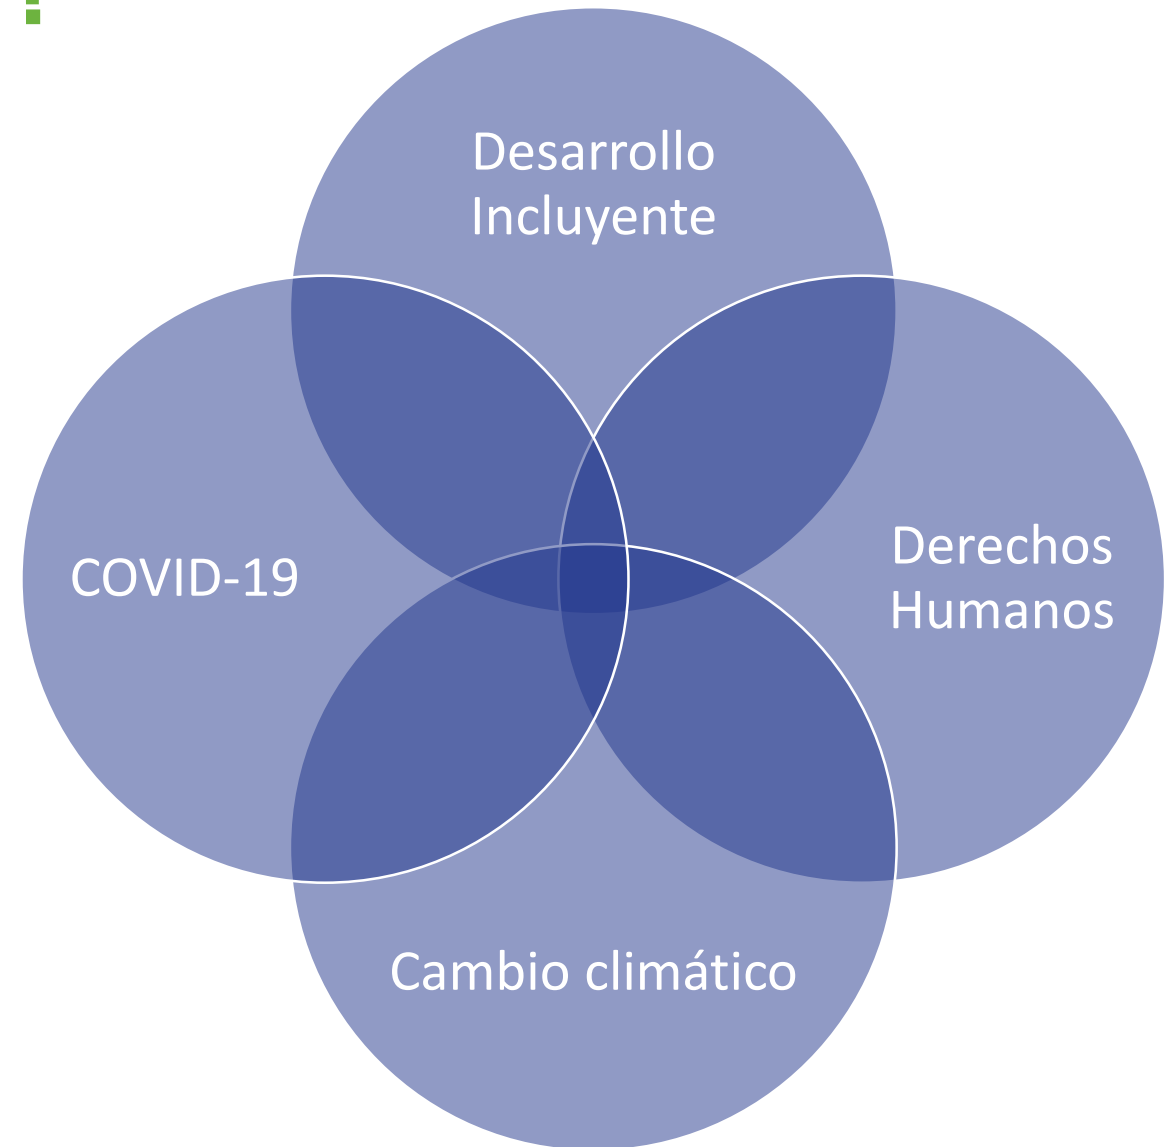 Desarrollo
Incluyente
COVID-19
Derechos
Humanos
Cambio climático